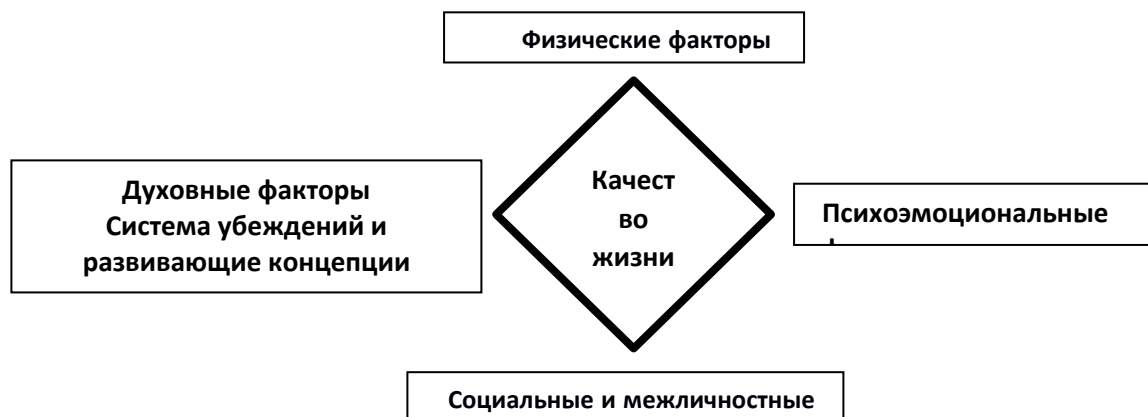 Физические факторы
Духовные факторы
Система убеждений и
развивающие концепции
Качест
во
жизни
Психоэмоциональные
Социальные и межличностные